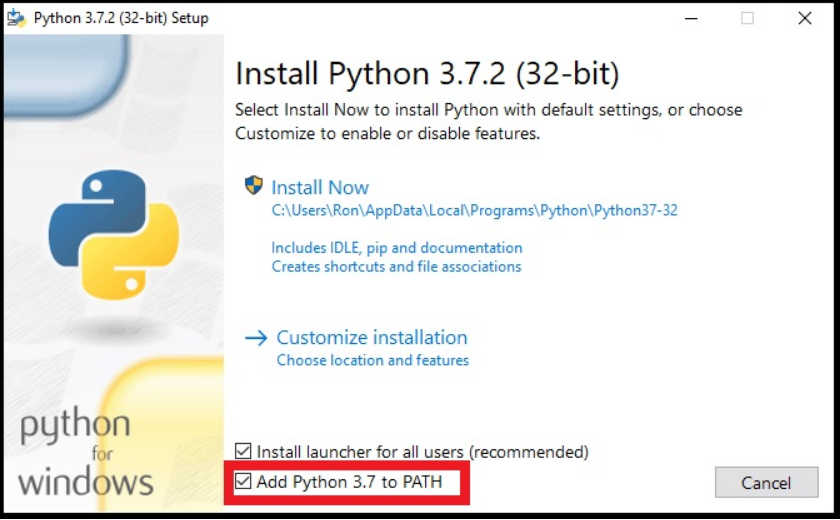 Python 3.7.2 (32-bit) Setup
Install Python 3.7.2 (32-bit)
Select Install Now to install Python with default settings, or choose
Customize to enable or disable features.
Install Now
C:\Users\Ron\AppData\Local\Programs\Python\Python37-32
Includes IDLE, pip and documentation
Creates shortcuts and file associations
Customize installation
Choose location and features
python
for
windows
Install launcher for all users (recommended)
Add Python 3.7 to PATH
Cancel